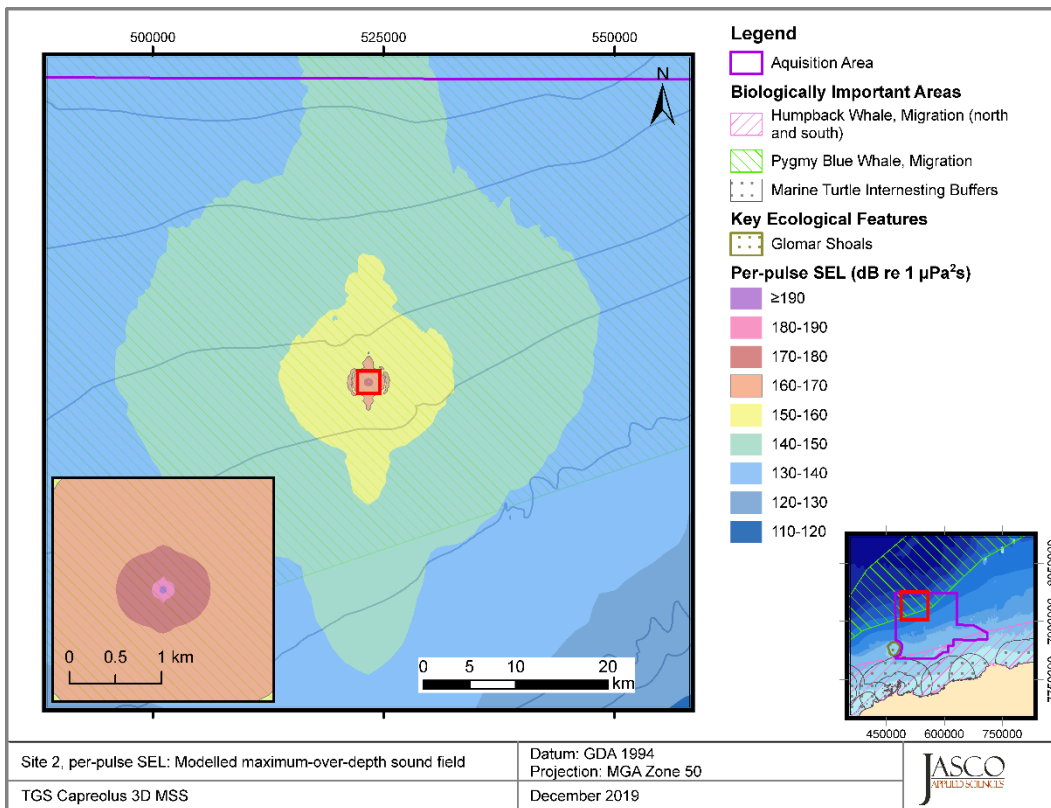 500000
525000
550000
N
0 0.5 1 km
0 5 10 20
km
Legend
Aquisition Area
Biologically Important Areas
Humpback Whale, Migration (north
and south)
Pygmy Blue Whale, Migration
Marine Turtle Internesting Buffers
Key Ecological Features
Glomar Shoals
Per-pulse SEL (dB re 1 µPa²s)
≥190
180-190
170-180
160-170
150-160
140-150
130-140
120-130
110-120
450000 600000 750000
7750000
Site 2, per-pulse SEL: Modelled maximum-over-depth sound field
Datum: GDA 1994
Projection: MGA Zone 50
TGS Capreolus 3D MSS
December 2019
JASCO
APPLIED SCIENCES